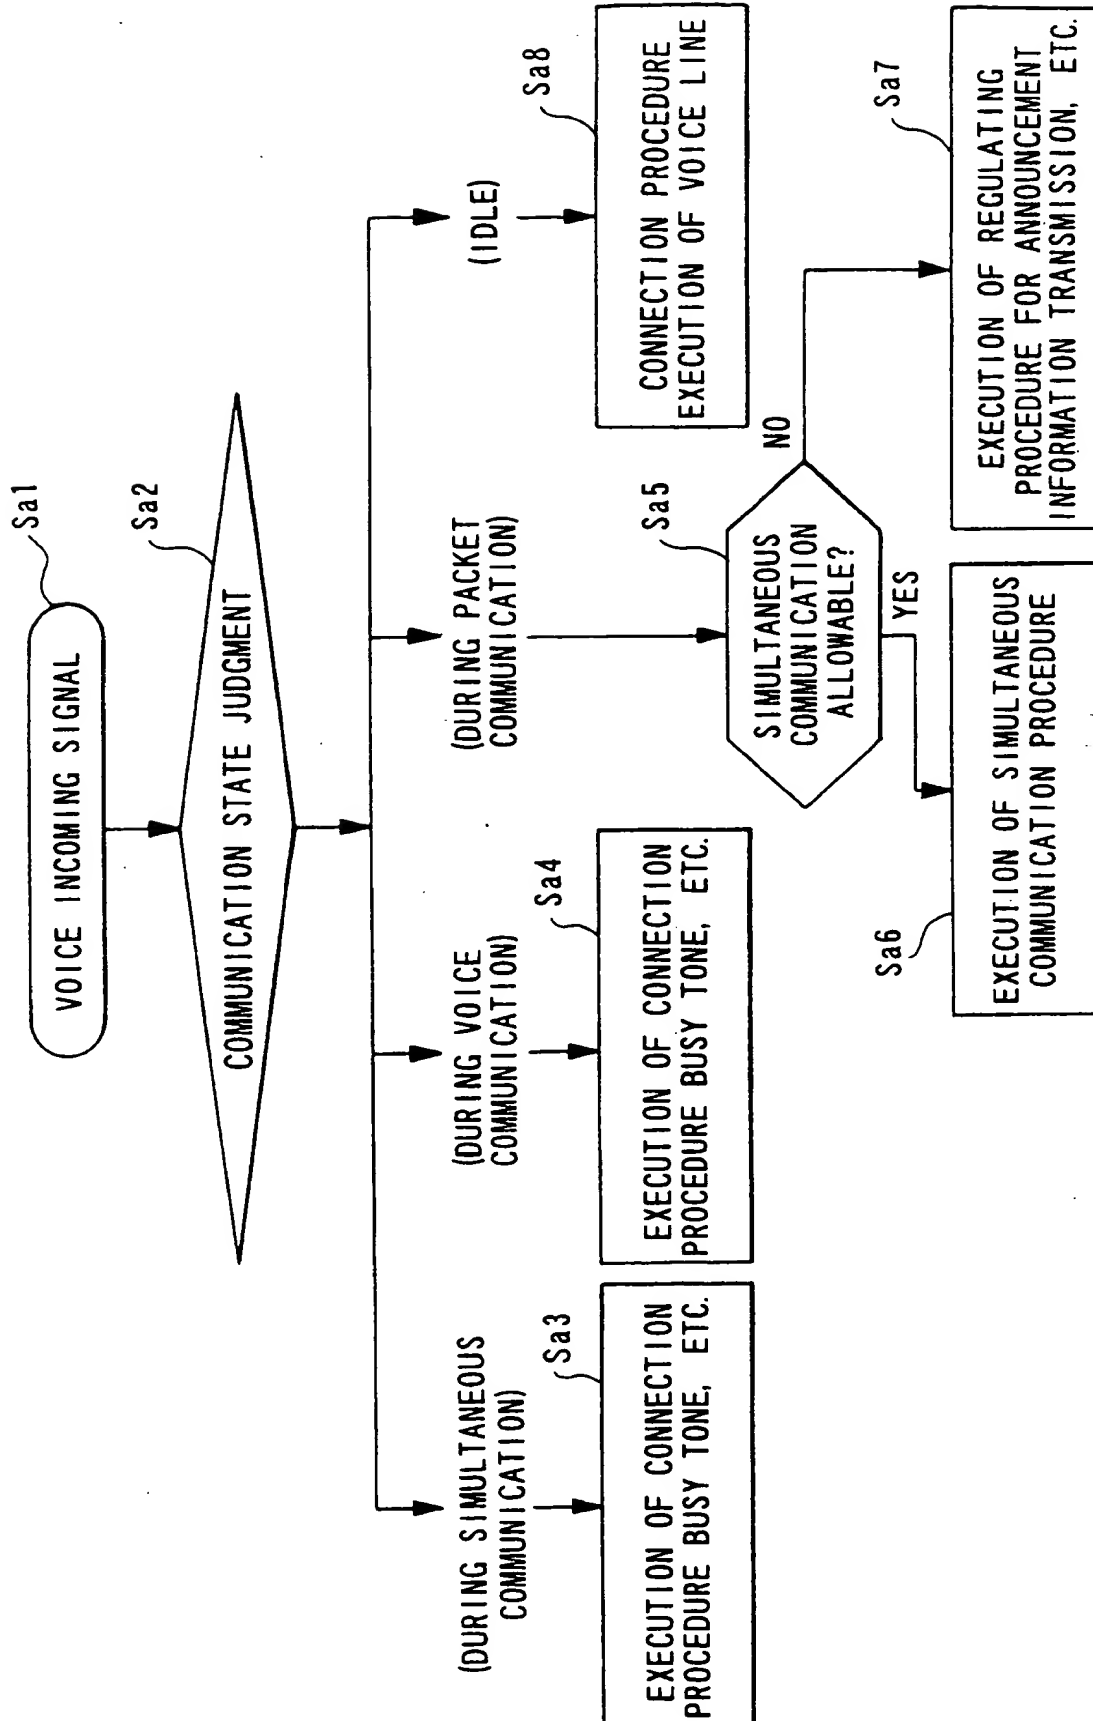 Sa1
VOICE INCOMING SIGNAL
Sa2
COMMUNICATION STATE JUDGMENT
(DURING SIMULTANEOUS
COMMUNICATION)
Sa3
EXECUTION OF CONNECTION
PROCEDURE BUSY TONE, ETC.
(DURING VOICE
COMMUNICATION)
Sa4
EXECUTION OF CONNECTION
PROCEDURE BUSY TONE, ETC.
(DURING PACKET
COMMUNICATION)
Sa5
SIMULTANEOUS
COMMUNICATION
ALLOWABLE?
YES
NO
Sa6
EXECUTION OF SIMULTANEOUS
COMMUNICATION PROCEDURE
Sa7
EXECUTION OF REGULATING
PROCEDURE FOR ANNOUNCEMENT
INFORMATION TRANSMISSION, ETC.
(IDLE)
Sa8
CONNECTION PROCEDURE
EXECUTION OF VOICE LINE